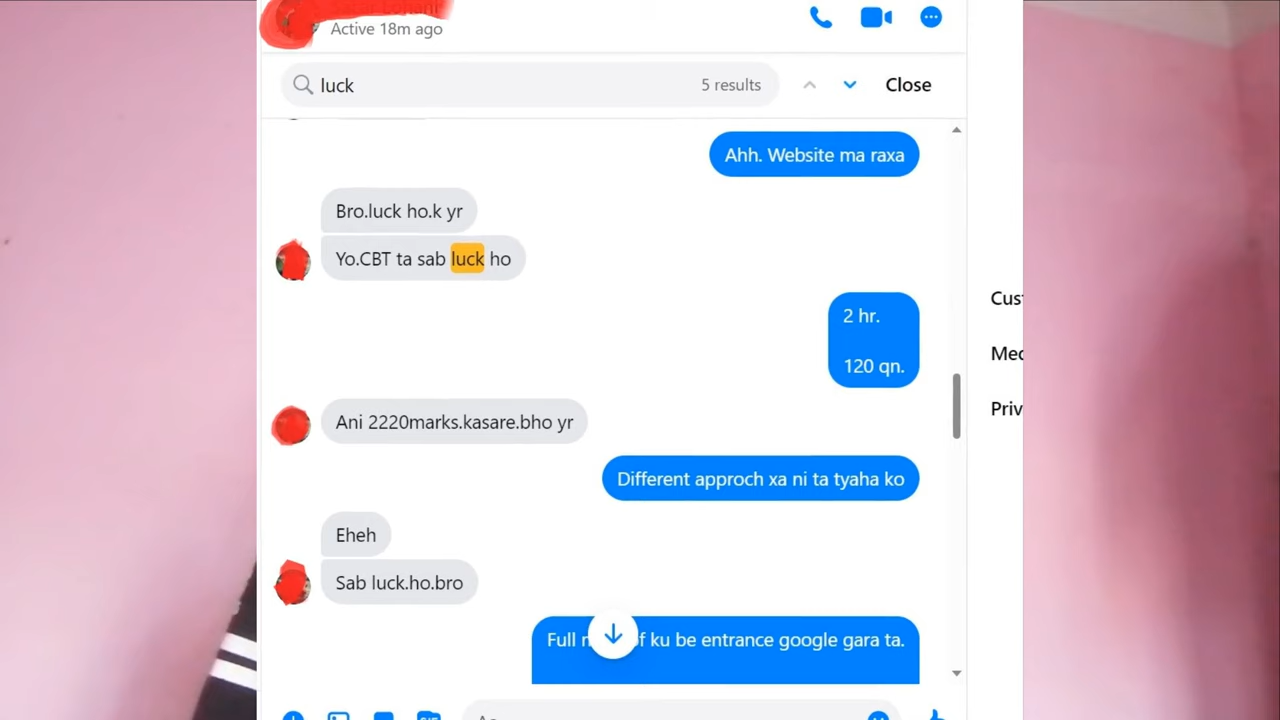 Active 18m ago
luck
5 results
Close
Ahh. Website ma raxa
Bro.luck ho.k yr
Yo.CBT ta sab luck ho
2 hr.
120 qn.
Cust
Med
Priv
Ani 2220marks.kasare.bho yr
Different approch xa ni ta tyaha ko
Eheh
Sab luck.ho.bro
Full ku be entrance google gara ta.